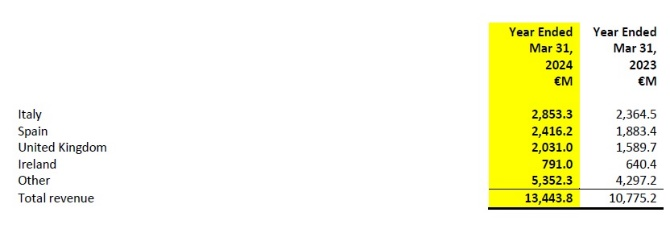 Year Ended Year Ended
Mar 31, Mar 31,
2024 2023
€M €M
Italy 2,853.3 2,364.5
Spain 2,416.2 1,883.4
United Kingdom 2,031.0 1,589.7
Ireland 791.0 640.4
Other 5,352.3 4,297.2
Total revenue 13,443.8 10,775.2